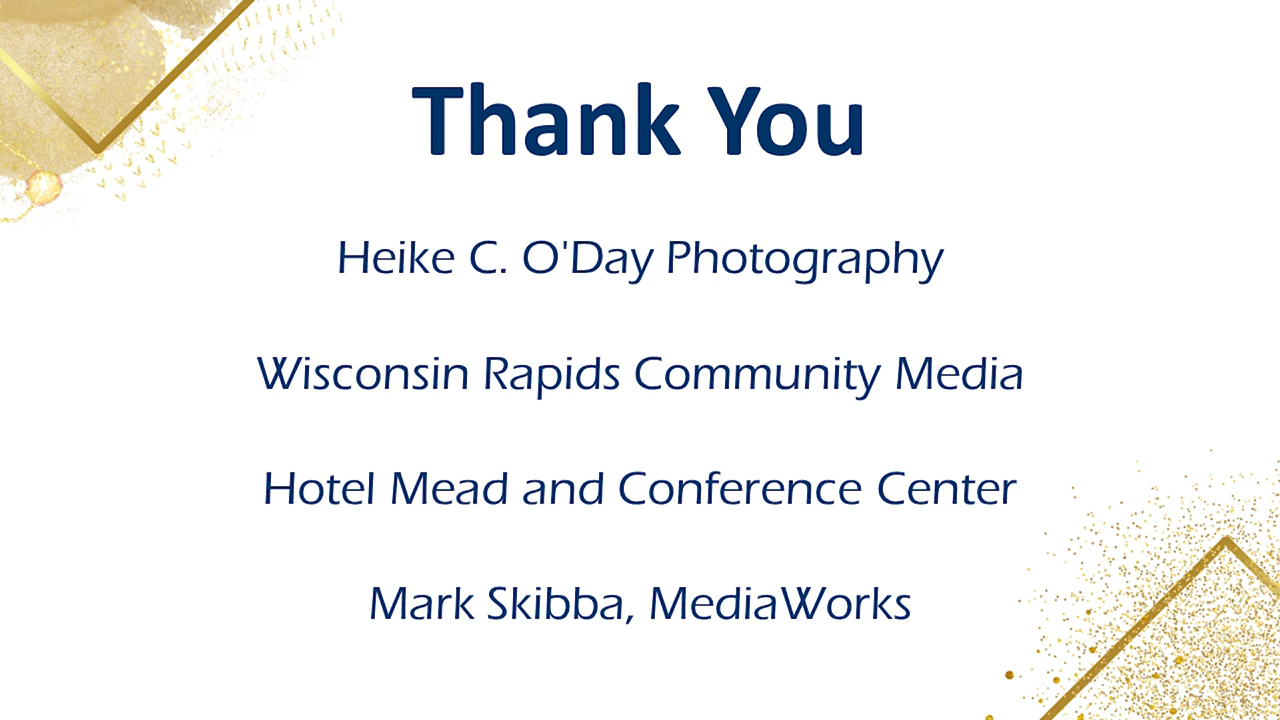 Thank You
Heike C. O'Day Photography
Wisconsin Rapids Community Media
Hotel Mead and Conference Center
Mark Skibba, MediaWorks